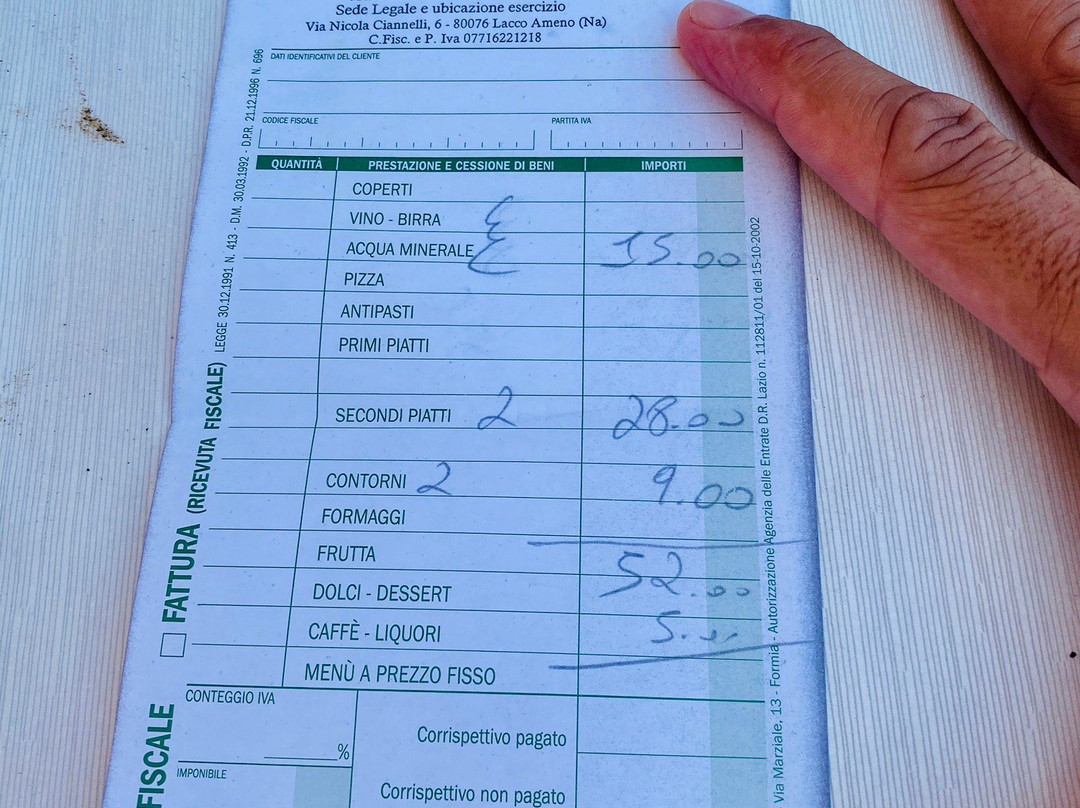 Sede Legale e ubicazione esercizio
Via Nicola Ciannelli, 6 - 80076 Lacco Ameno (Na)
C.Fisc. e P. Iva 07716221218
DATI IDENTIFICATIVI DEL CLIENTE
CODICE FISCALE PARTITA IVA
QUANTITÀ PRESTAZIONE E CESSIONE DI BENI IMPORTI
COPERTI
VINO - BIRRA
ACQUA MINERALE 15.00
PIZZA
ANTIPASTI
PRIMI PIATTI
SECONDI PIATTI 2 28.00
CONTORNI 2 9.00
FORMAGGI
FRUTTA
DOLCI - DESSERT 52.00
CAFFÈ - LIQUORI 5.
MENÙ A PREZZO FISSO
CONTEGGIO IVA
%
IMPONIBILE
Corrispettivo pagato
Corrispettivo non pagato
FATTURA (RICEVUTA FISCALE) LEGGE 30.12.1991 N. 413 - D.M. 30.03.1992 - D.P.R. 21.12.1996 N. 696
FISCALE
Via Marziale, 13 - Formia - Autorizzazione Agenzia delle Entrate D.R. Lazio n. 112811/01 del 15-10-2002